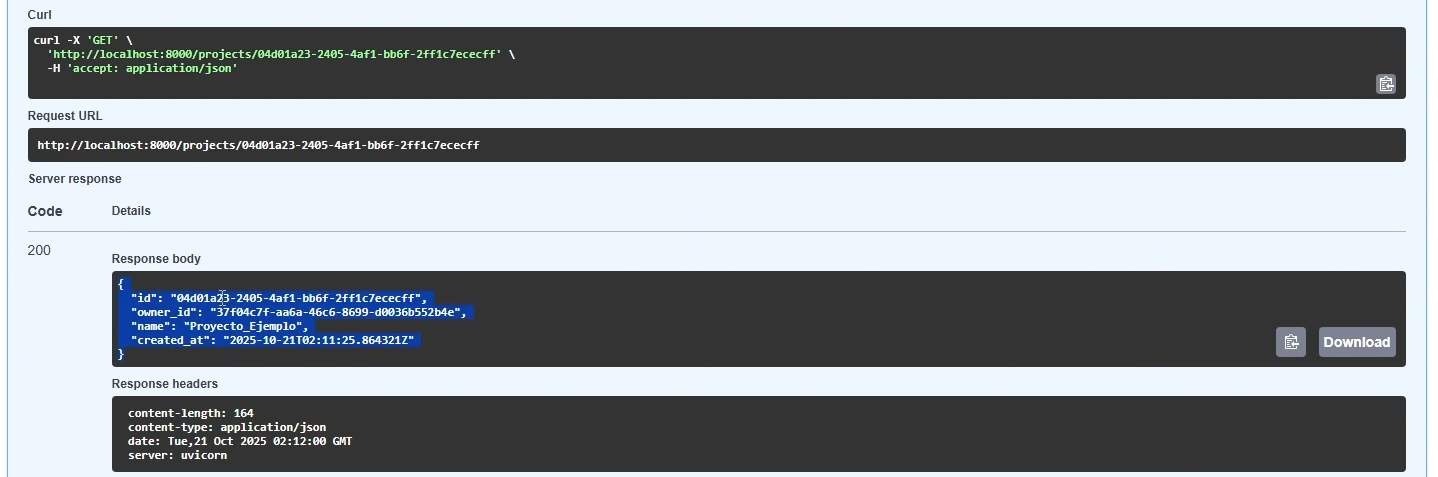 Curl
curl -X 'GET' \
  'http://localhost:8000/projects/04d01a23-2405-4af1-bb6f-2ff1c7ececff' \
  -H 'accept: application/json'
Request URL
http://localhost:8000/projects/04d01a23-2405-4af1-bb6f-2ff1c7ececff
Server response
Code Details
200
Response body
{
  "id": "04d01a23-2405-4af1-bb6f-2ff1c7ececff",
  "owner_id": "37f04c7f-aa6a-46c6-8699-d0036b552b4e",
  "name": "Proyecto_Ejemplo",
  "created_at": "2025-10-21T02:11:25.864321Z"
}
Download
Response headers
content-length: 164
content-type: application/json
date: Tue,21 Oct 2025 02:12:00 GMT
server: uvicorn